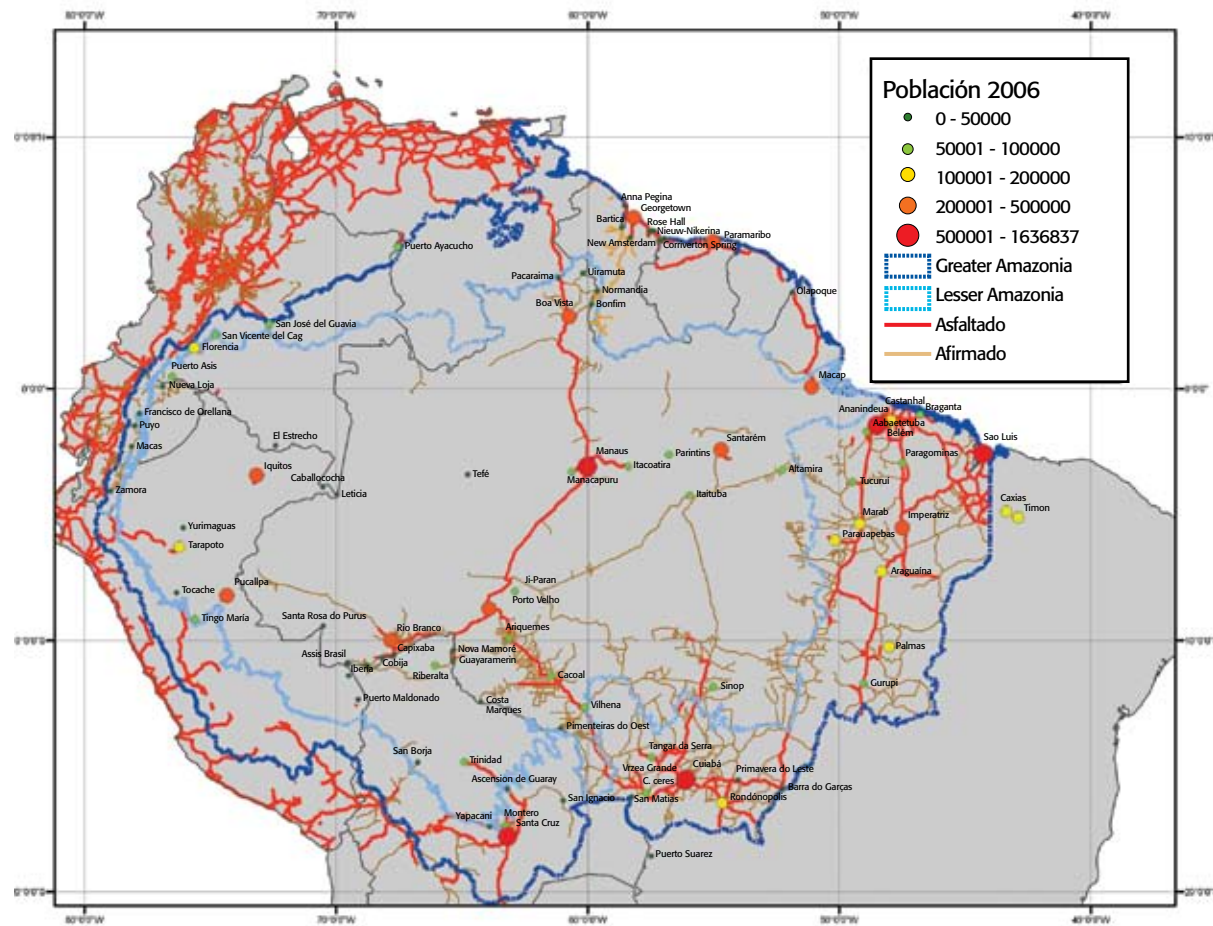 Población 2006
0 - 50000
50001 - 100000
100001 - 200000
200001 - 500000
500001 - 1636837
Greater Amazonia
Lesser Amazonia
Asfaltado
Afirmado
Anna Pegina
Georgetown
Bartica
Rose Hall
Nieuw-Nikerina
Paramaribo
New Amsterdam
Corriverton Spring
Puerto Ayacucho
Pacaraima
Uiramuta
Normandia
Olapoque
Boa Vista
Bonfim
San José del Guavia
San Vicente del Cag
Florencia
Puerto Asis
Nueva Loja
Macap
Castanhal
Ananindeua
Braganta
Francisco de Orellana
Aabaetetuba
Puyo
Belém
El Estrecho
Santarém
Sao Luis
Macas
Manaus
Parintins
Paragominas
Iquitos
Itacoatira
Altamira
Caballococha
Tefé
Manacapuru
Tucurui
Zamora
Leticia
Itaituba
Caxias
Timon
Marab
Imperatriz
Yurimaguas
Parauapebas
Tarapoto
Araguaína
Tocache
Pucallpa
Ji-Paran
Porto Velho
Tingo María
Santa Rosa do Purus
Rio Branco
Ariquemes
Capixaba
Nova Mamoré
Palmas
Assis Brasil
Cobija
Guayaramerin
Iberia
Riberalta
Cacoal
Sinop
Gurupi
Puerto Maldonado
Costa
Marques
Vilhena
Pimenteiras do Oest
San Borja
Trinidad
Tangar da Serra
Vrzea Grande
Cuiabá
Ascension de Guaray
C. ceres
Primavera do Leste
San Ignacio
San Matias
Rondónopolis
Barra do Garças
Yapacani
Montero
Santa Cruz
Puerto Suarez